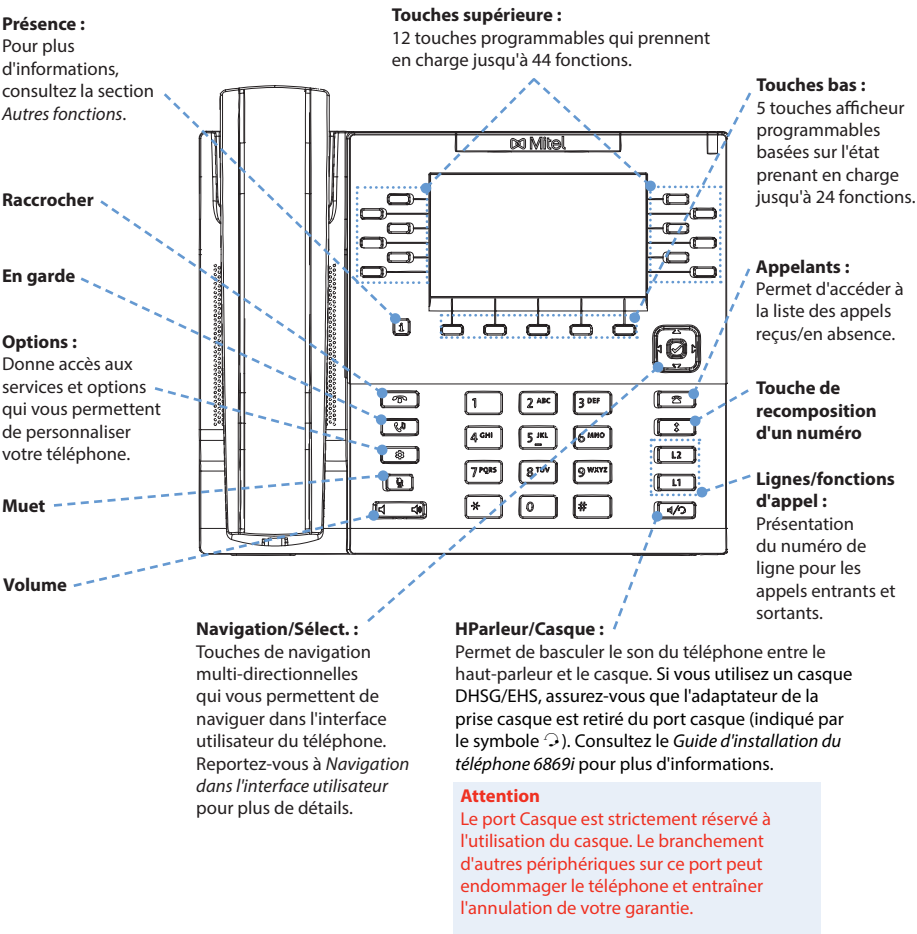 Présence :
Pour plus
d'informations,
consultez la section
Autres fonctions.
Touches supérieure :
12 touches programmables qui prennent
en charge jusqu'à 44 fonctions.
Touches bas :
5 touches afficheur
programmables
basées sur l'état
prenant en charge
jusqu'à 24 fonctions.
Raccrocher
En garde
Options :
Donne accès aux
services et options
qui vous permettent
de personnaliser
votre téléphone.
Muet
Volume
Mitel
1
2 ABC
3 DEF
4 GHI
5 JKL
6 MNO
7 PQRS
8 TUV
9 WXYZ
*
0
#
L2
L1
Appelants :
Permet d'accéder à
la liste des appels
reçus/en absence.
Touche de
recomposition
d'un numéro
Lignes/fonctions
d'appel :
Présentation
du numéro de
ligne pour les
appels entrants et
sortants.
Navigation/Sélect. :
Touches de navigation
multi-directionnelles
qui vous permettent de
naviguer dans l'interface
utilisateur du téléphone.
Reportez-vous à Navigation
dans l'interface utilisateur
pour plus de détails.
HParleur/Casque :
Permet de basculer le son du téléphone entre le
haut-parleur et le casque. Si vous utilisez un casque
DHSG/EHS, assurez-vous que l'adaptateur de la
prise casque est retiré du port casque (indiqué par
le symbole ). Consultez le Guide d'installation du
téléphone 6869i pour plus d'informations.
Attention
Le port Casque est strictement réservé à
l'utilisation du casque. Le branchement
d'autres périphériques sur ce port peut
endommager le téléphone et entraîner
l'annulation de votre garantie.